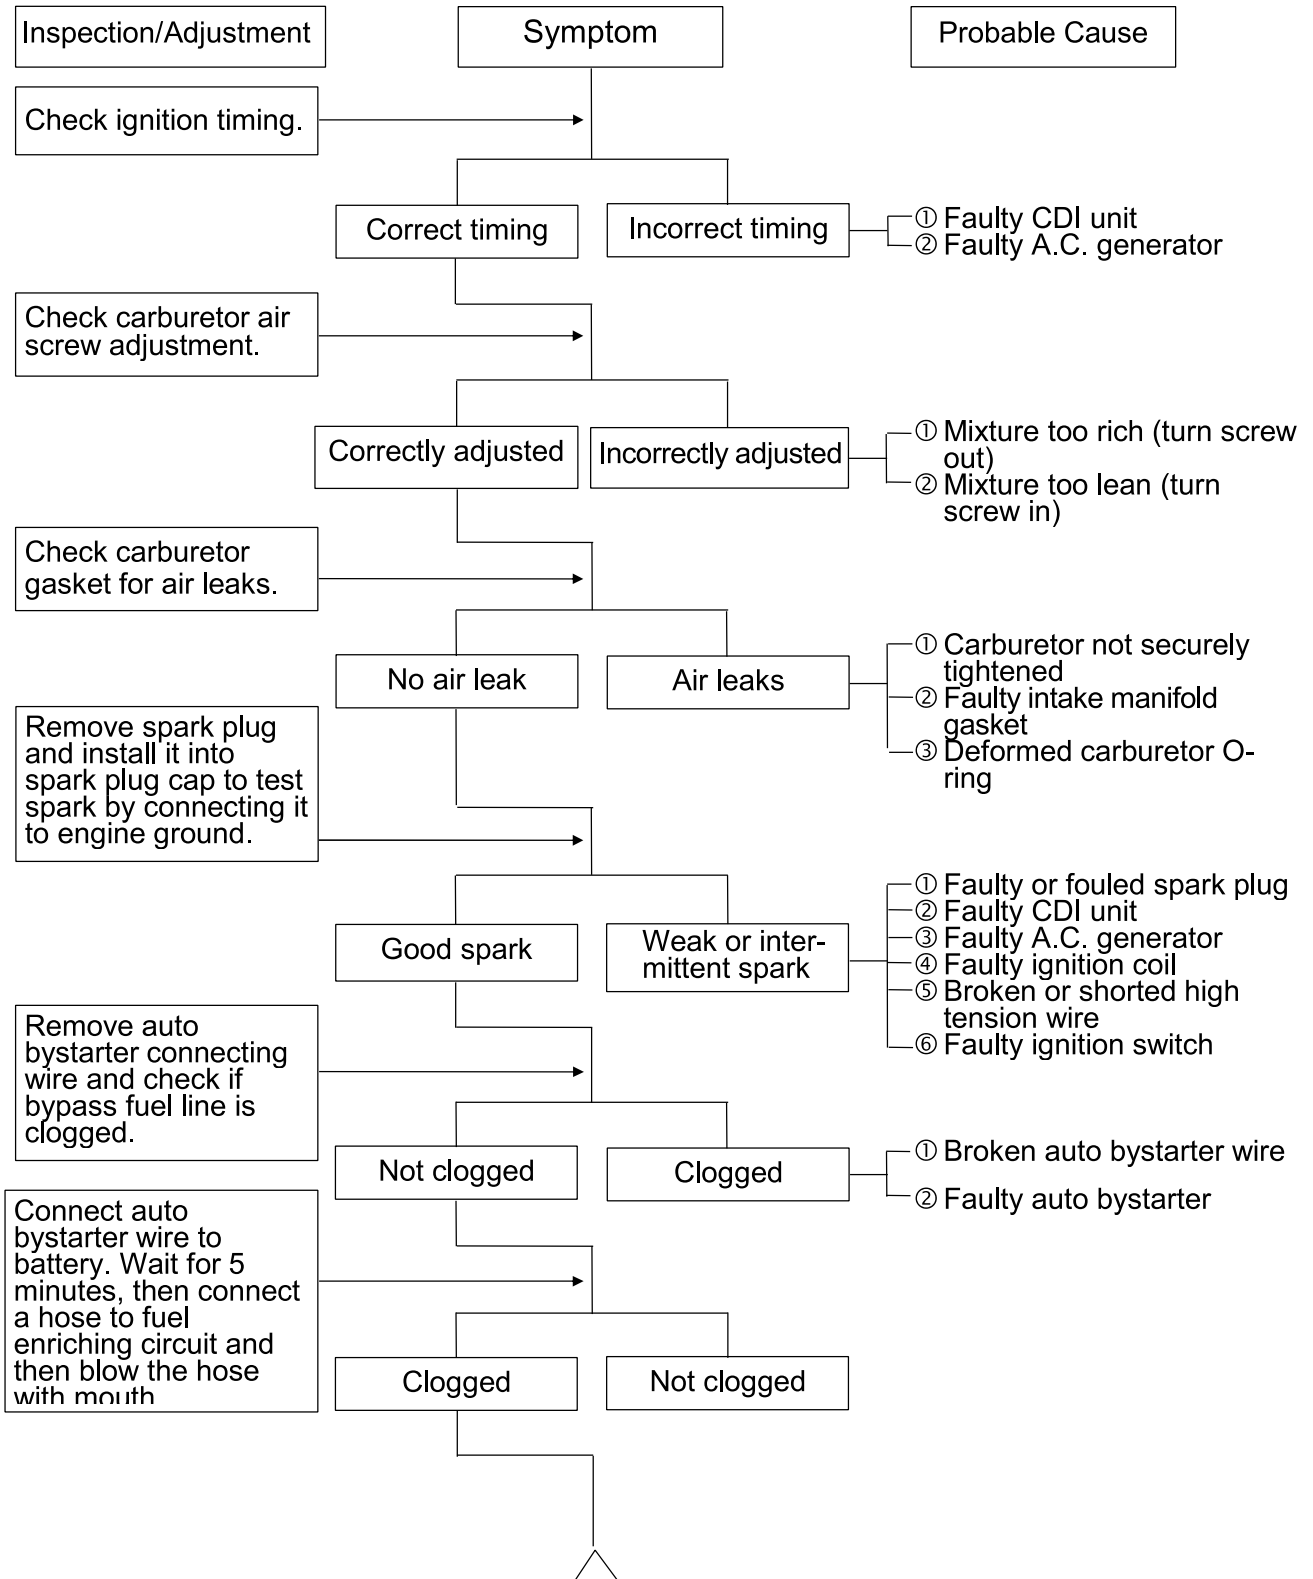 Inspection/Adjustment
Symptom
Probable Cause
Check ignition timing.
Correct timing
Incorrect timing
① Faulty CDI unit
② Faulty A.C. generator
Check carburetor air
screw adjustment.
Correctly adjusted
Incorrectly adjusted
① Mixture too rich (turn screw
out)
② Mixture too lean (turn
screw in)
Check carburetor
gasket for air leaks.
No air leak
Air leaks
① Carburetor not securely
tightened
② Faulty intake manifold
gasket
③ Deformed carburetor O-
ring
Remove spark plug
and install it into
spark plug cap to test
spark by connecting it
to engine ground.
Good spark
Weak or inter-
mittent spark
① Faulty or fouled spark plug
② Faulty CDI unit
③ Faulty A.C. generator
④ Faulty ignition coil
⑤ Broken or shorted high
tension wire
⑥ Faulty ignition switch
Remove auto
bystarter connecting
wire and check if
bypass fuel line is
clogged.
Not clogged
Clogged
① Broken auto bystarter wire
② Faulty auto bystarter
Connect auto
bystarter wire to
battery. Wait for 5
minutes, then connect
a hose to fuel
enriching circuit and
then blow the hose
with mouth
Clogged
Not clogged